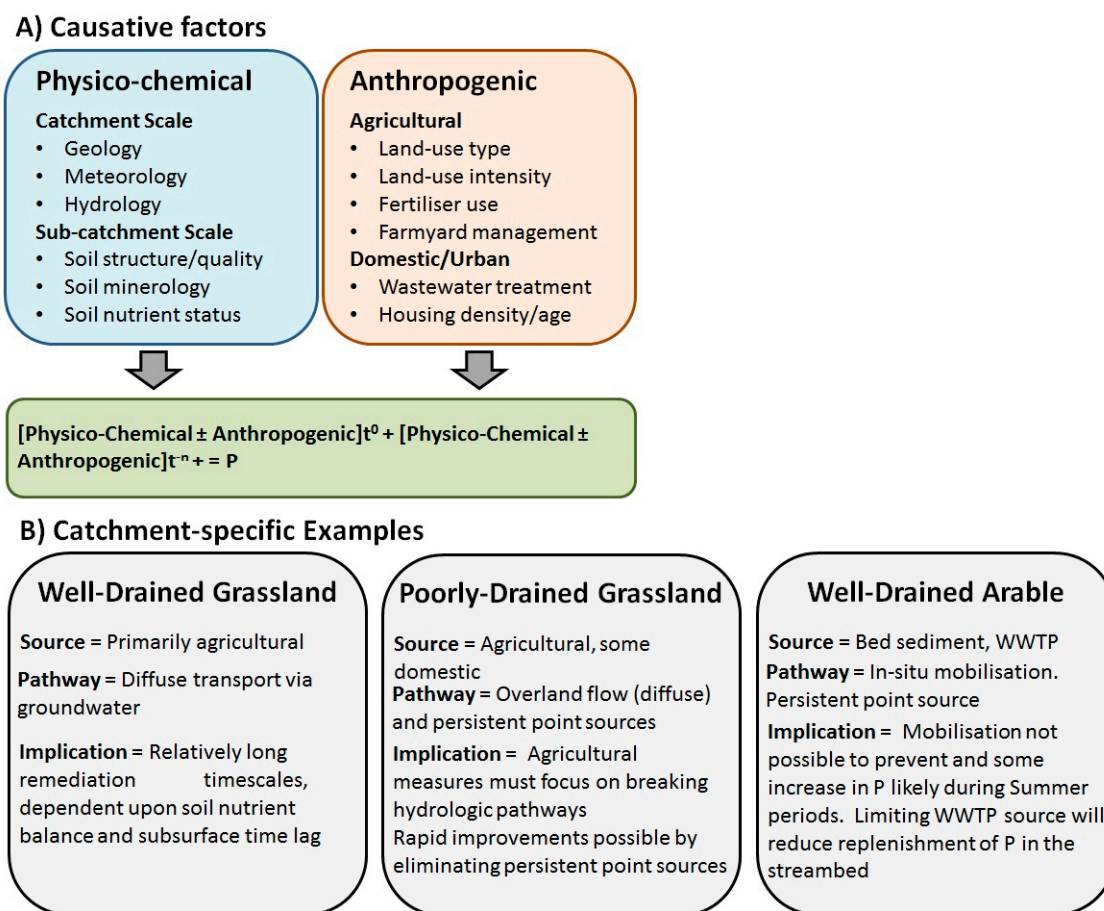 A) Causative factors
Physico-chemical
Catchment Scale
• Geology
• Meteorology
• Hydrology
Sub-catchment Scale
• Soil structure/quality
• Soil minerology
• Soil nutrient status
Anthropogenic
Agricultural
• Land-use type
• Land-use intensity
• Fertiliser use
• Farmyard management
Domestic/Urban
• Wastewater treatment
• Housing density/age
[Physico-Chemical ± Anthropogenic]t⁰ + [Physico-Chemical ±
Anthropogenic]t⁻ⁿ + = P
B) Catchment-specific Examples
Well-Drained Grassland
Source = Primarily agricultural
Pathway = Diffuse transport via
groundwater
Implication = Relatively long
remediation timescales,
dependent upon soil nutrient
balance and subsurface time lag
Poorly-Drained Grassland
Source = Agricultural, some
domestic
Pathway = Overland flow (diffuse)
and persistent point sources
Implication = Agricultural
measures must focus on breaking
hydrologic pathways
Rapid improvements possible by
eliminating persistent point sources
Well-Drained Arable
Source = Bed sediment, WWTP
Pathway = In-situ mobilisation.
Persistent point source
Implication = Mobilisation not
possible to prevent and some
increase in P likely during Summer
periods. Limiting WWTP source will
reduce replenishment of P in the
streambed